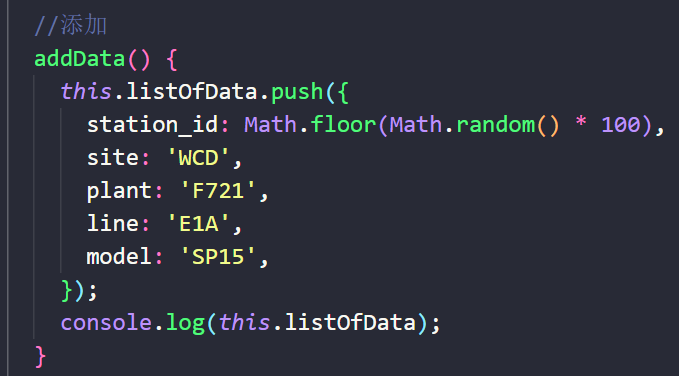 //添加
addData() {
this.listOfData.push({
station_id: Math.floor(Math.random() * 100),
site: 'WCD',
plant: 'F721',
line: 'E1A',
model: 'SP15',
});
console.log(this.listOfData);
}